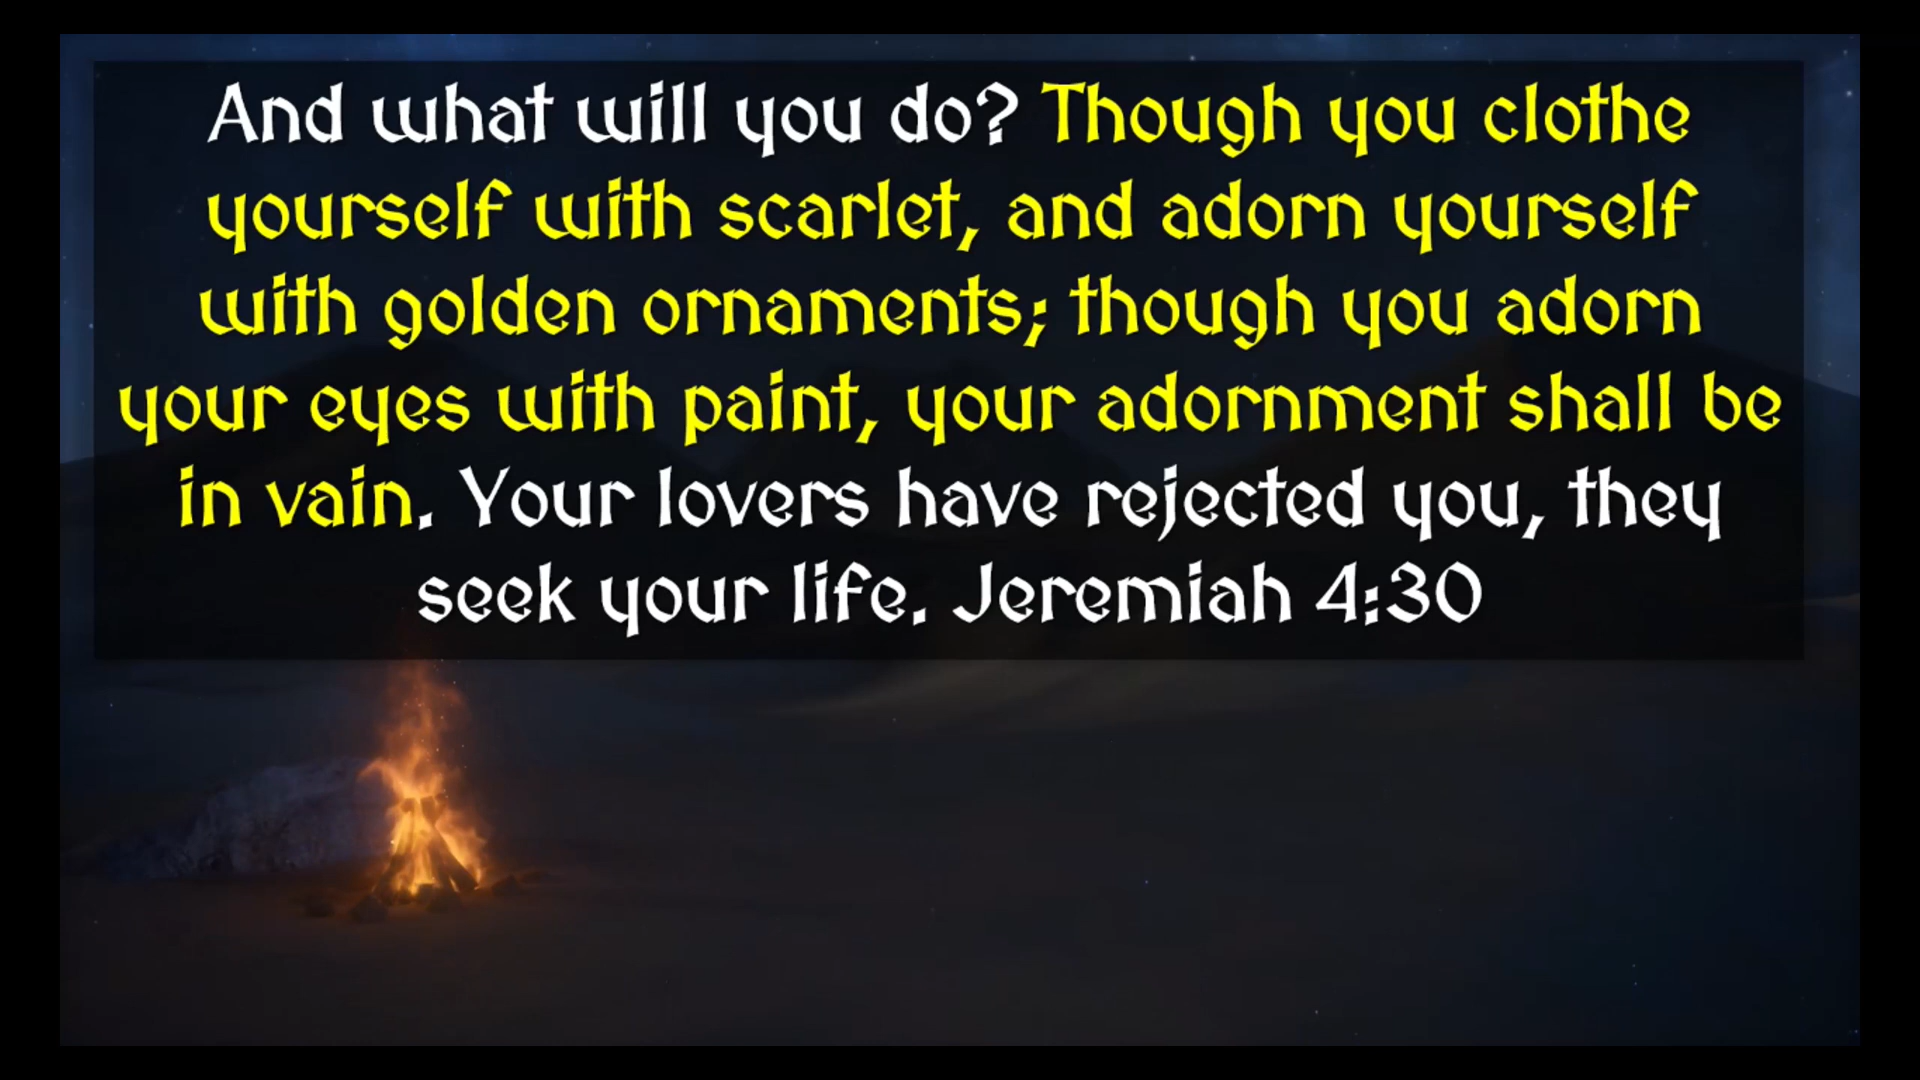 And what will you do? Though you clothe
yourself with scarlet, and adorn yourself
with golden ornaments; though you adorn
your eyes with paint, your adornment shall be
in vain. Your lovers have rejected you, they
seek your life. Jeremiah 4:30